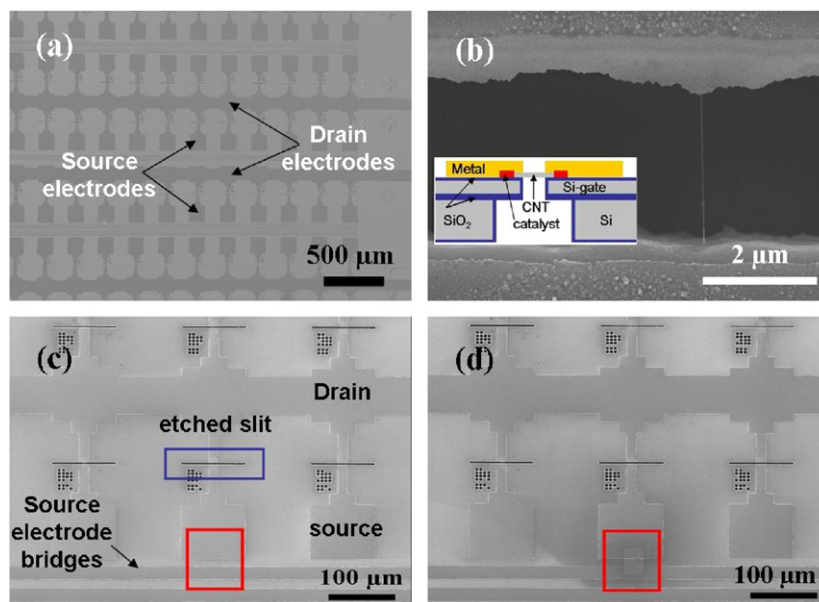 (a)
Drain
electrodes
Source
electrodes
500 µm
(b)
Metal
Si-gate
CNT
catalyst
SiO₂
Si
2 µm
(c)
Drain
etched slit
Source
electrode
bridges
source
100 µm
(d)
100 µm